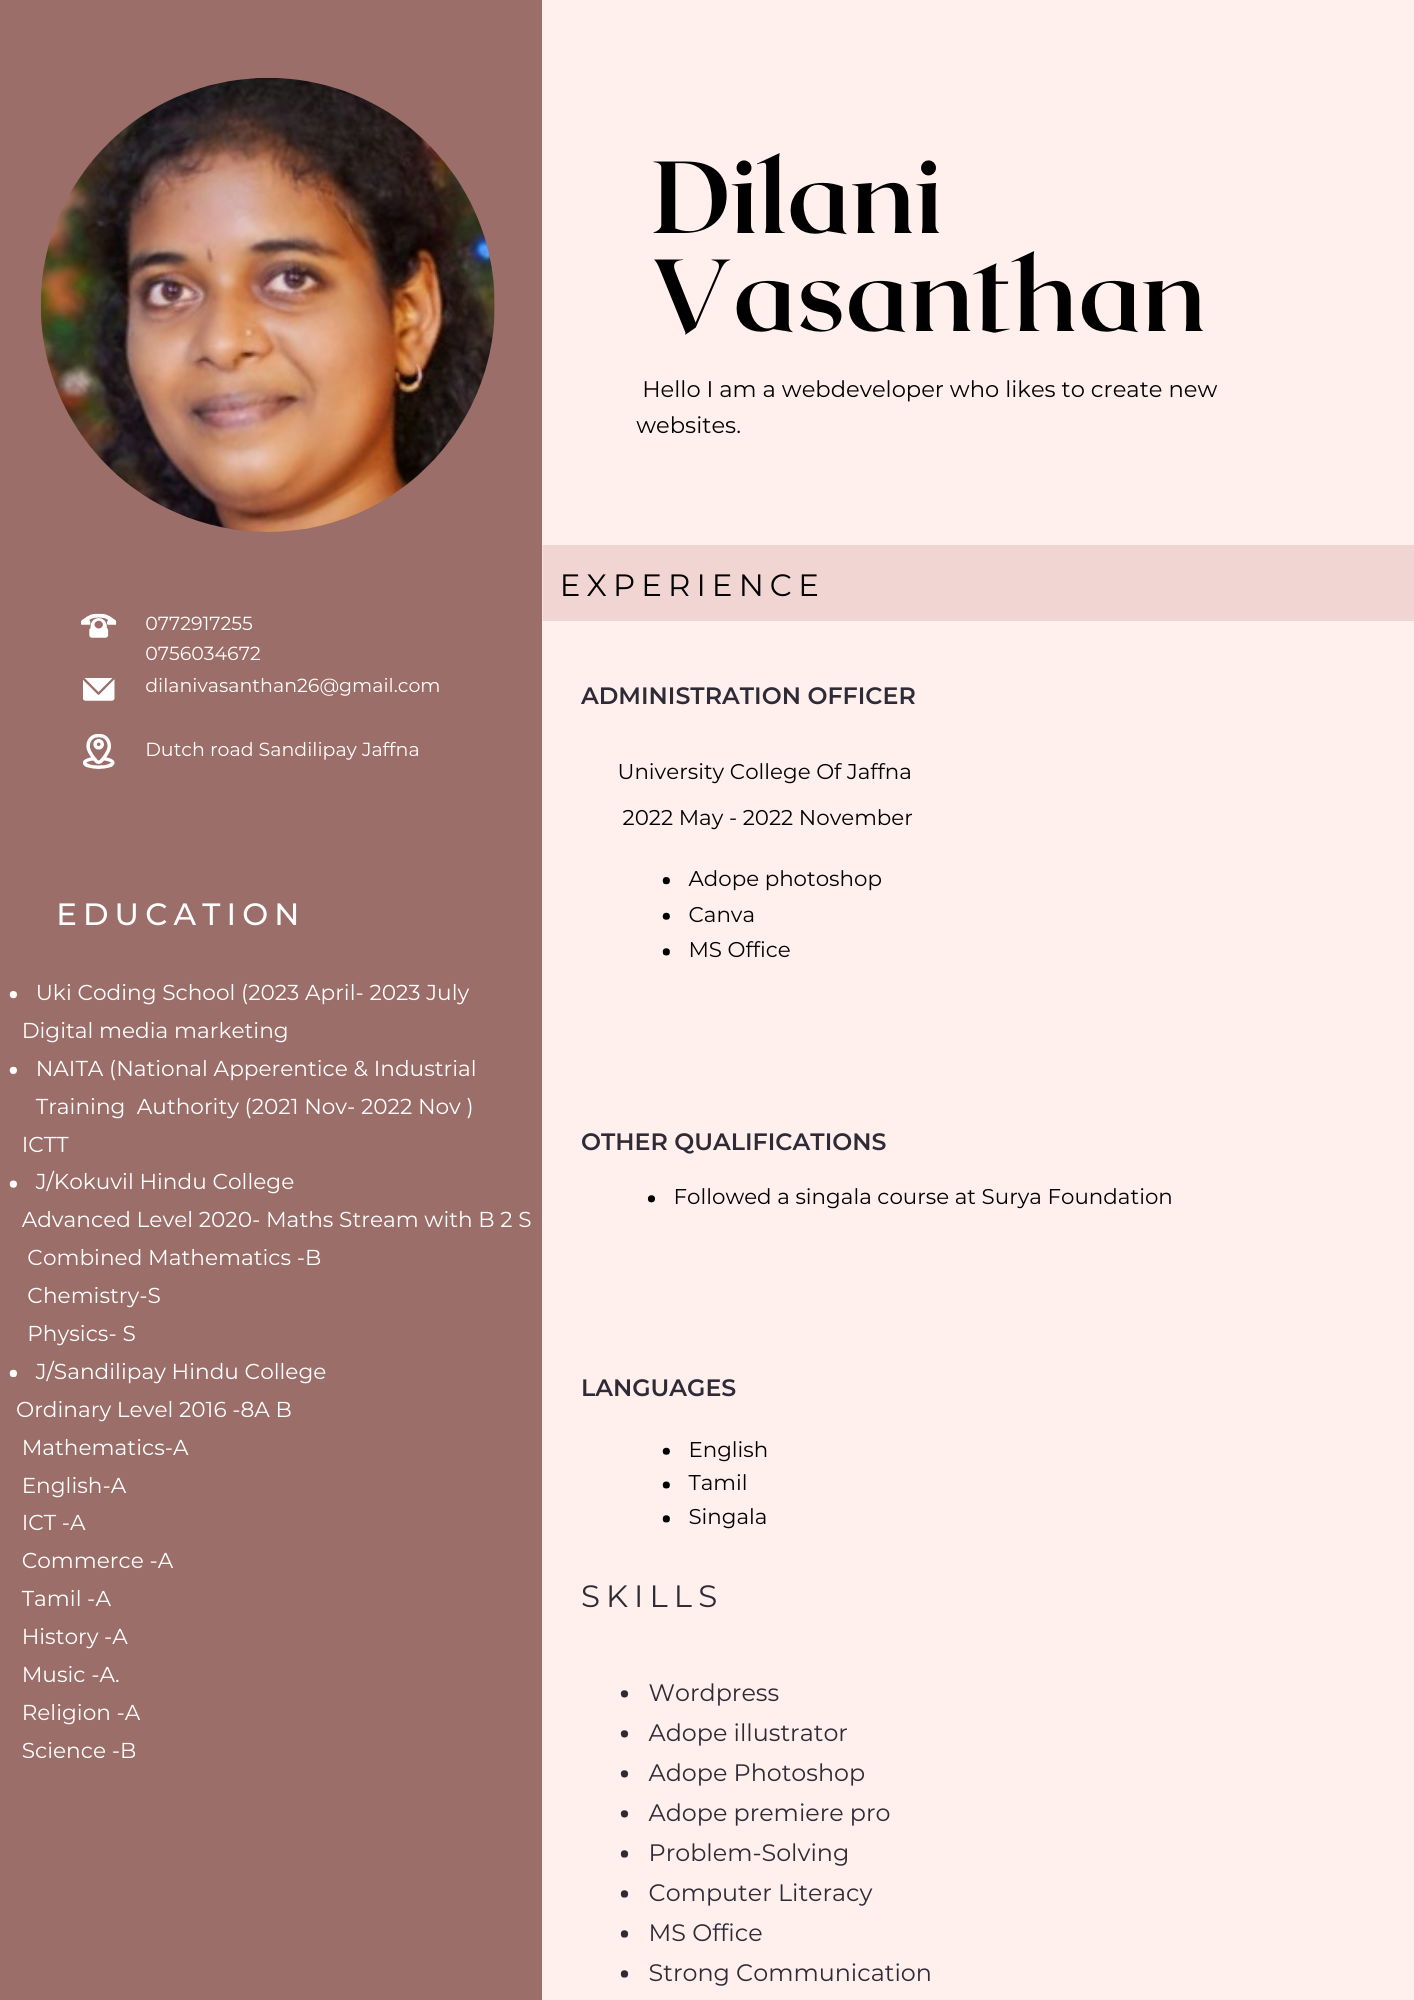 Dilani
Vasanthan
Hello I am a webdeveloper who likes to create new
websites.
0772917255
0756034672
dilanivasanthan26@gmail.com
Dutch road Sandilipay Jaffna
EDUCATION
• Uki Coding School (2023 April- 2023 July
Digital media marketing
• NAITA (National Apperentice & Industrial
Training  Authority (2021 Nov- 2022 Nov )
ICTT
• J/Kokuvil Hindu College
Advanced Level 2020- Maths Stream with B 2 S
Combined Mathematics -B
Chemistry-S
Physics- S
• J/Sandilipay Hindu College
Ordinary Level 2016 -8A B
Mathematics-A
English-A
ICT -A
Commerce -A
Tamil -A
History -A
Music -A.
Religion -A
Science -B
EXPERIENCE
ADMINISTRATION OFFICER
University College Of Jaffna
2022 May - 2022 November
• Adope photoshop
• Canva
• MS Office
OTHER QUALIFICATIONS
• Followed a singala course at Surya Foundation
LANGUAGES
• English
• Tamil
• Singala
SKILLS
• Wordpress
• Adope illustrator
• Adope Photoshop
• Adope premiere pro
• Problem-Solving
• Computer Literacy
• MS Office
• Strong Communication